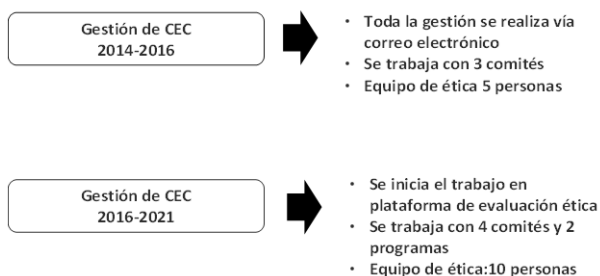 Gestión de CEC
2014-2016
• Toda la gestión se realiza vía
correo electrónico
• Se trabaja con 3 comités
• Equipo de ética 5 personas
Gestión de CEC
2016-2021
• Se inicia el trabajo en
plataforma de evaluación ética
• Se trabaja con 4 comités y 2
programas
• Equipo de ética:10 personas